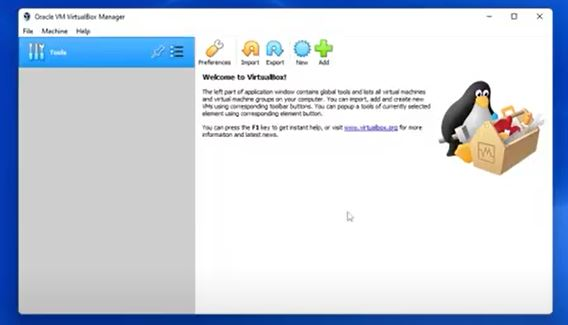 Oracle VM VirtualBox Manager
File Machine Help
Tools
Preferences Import Export New Add
Welcome to VirtualBox!
The left part of application window contains global tools and lists all virtual machines
and virtual machine groups on your computer. You can import, add and create new
VMs using corresponding toolbar buttons. You can popup a tools of currently selected
element using corresponding element button.
You can press the F1 key to get instant help, or visit www.virtualbox.org for more
information and latest news.